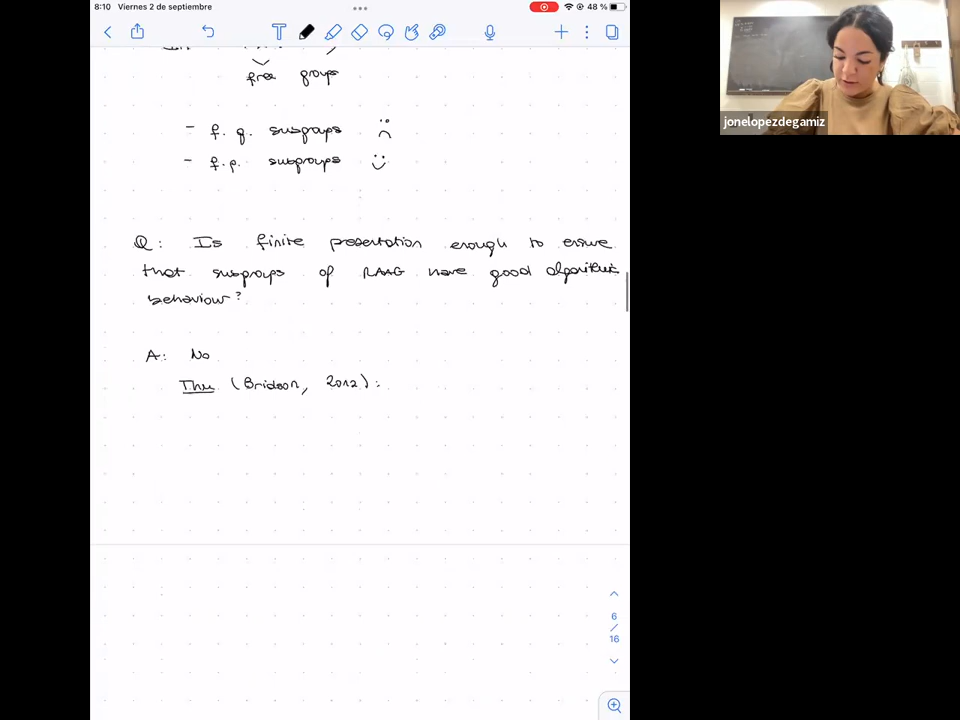 8:10 Viernes 2 de septiembre
48 %
free groups
- f. g. subgroups
- f.p. subgroups
Q: Is finite presentation enough to ensure
that subgroups of RAAG have good algorithmic
behaviour?
A: No
Thm (Bridson, 2012):
6
/
16
jonelopezdegamiz